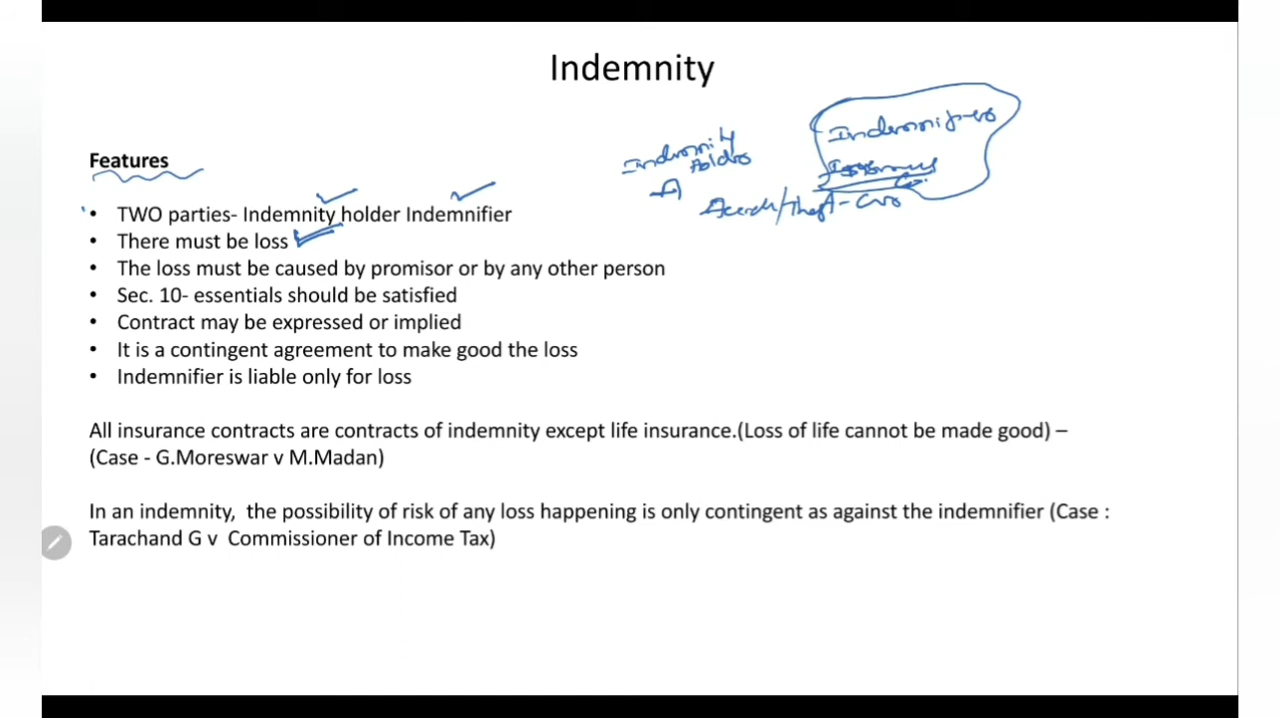 Indemnity
Indemnity holder
Indemnifier
Insurance
Co.
A
Accident/Theft - Car
Features
• TWO parties- Indemnity holder Indemnifier
• There must be loss
• The loss must be caused by promisor or by any other person
• Sec. 10- essentials should be satisfied
• Contract may be expressed or implied
• It is a contingent agreement to make good the loss
• Indemnifier is liable only for loss
All insurance contracts are contracts of indemnity except life insurance.(Loss of life cannot be made good) –
(Case - G.Moreswar v M.Madan)
In an indemnity, the possibility of risk of any loss happening is only contingent as against the indemnifier (Case :
Tarachand G v Commissioner of Income Tax)